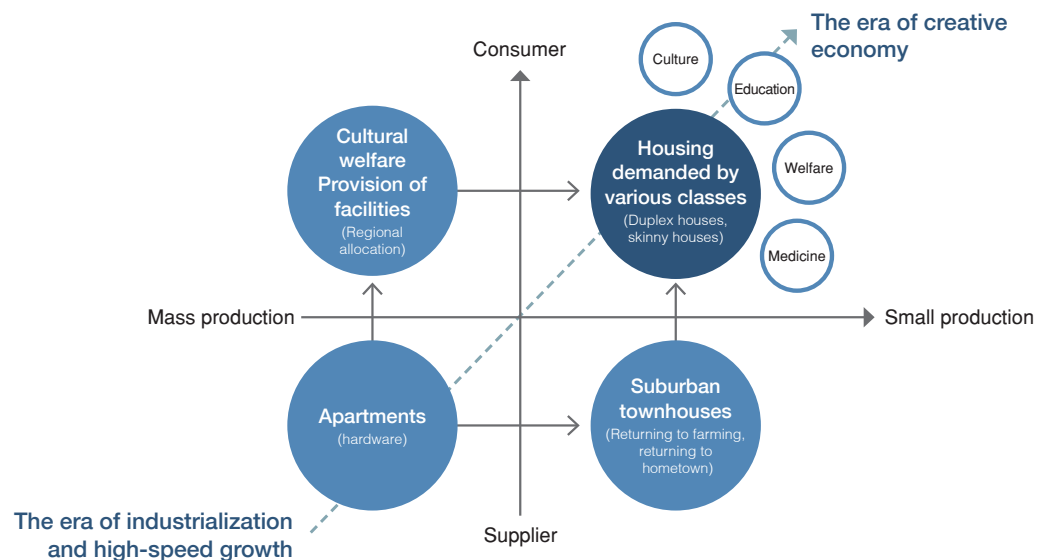 The era of creative
economy
Consumer
Culture
Education
Cultural
welfare
Provision of
facilities
(Regional
allocation)
Housing
demanded by
various classes
(Duplex houses,
skinny houses)
Welfare
Medicine
Mass production
Small production
Apartments
(hardware)
Suburban
townhouses
(Returning to farming,
returning to
hometown)
The era of industrialization
and high-speed growth
Supplier